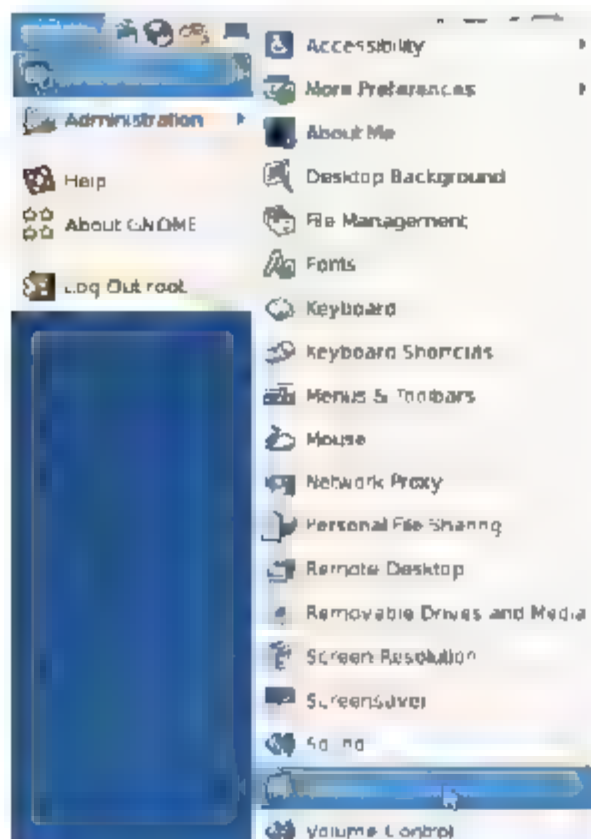 Administration
Help
About GNOME
Log Out root
Accessibility
More Preferences
About Me
Desktop Background
File Management
Fonts
Keyboard
Keyboard Shortcuts
Menus & Toolbars
Mouse
Network Proxy
Personal File Sharing
Remote Desktop
Removable Drives and Media
Screen Resolution
Screensaver
Sound
Volume Control